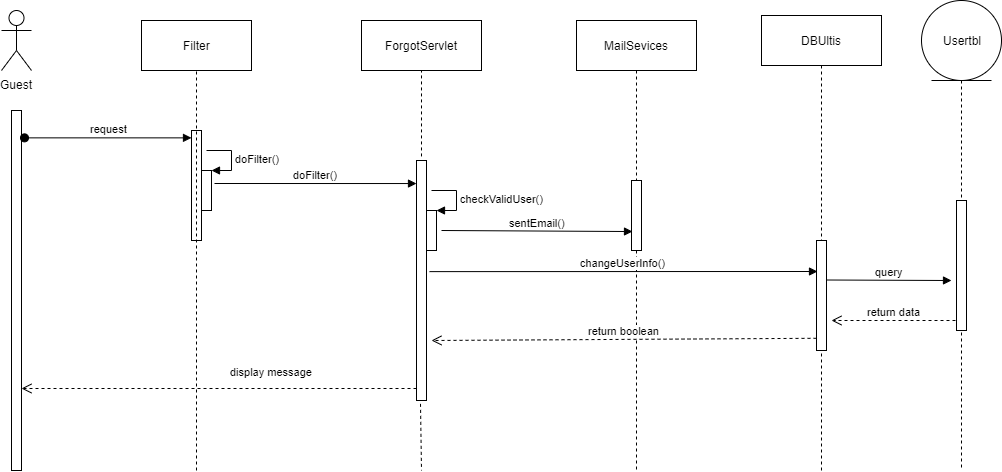 Filter
ForgotServlet
MailSevices
DBUltis
Usertbl
Guest
request
doFilter()
doFilter()
checkValidUser()
sentEmail()
changeUserInfo()
query
return data
return boolean
display message